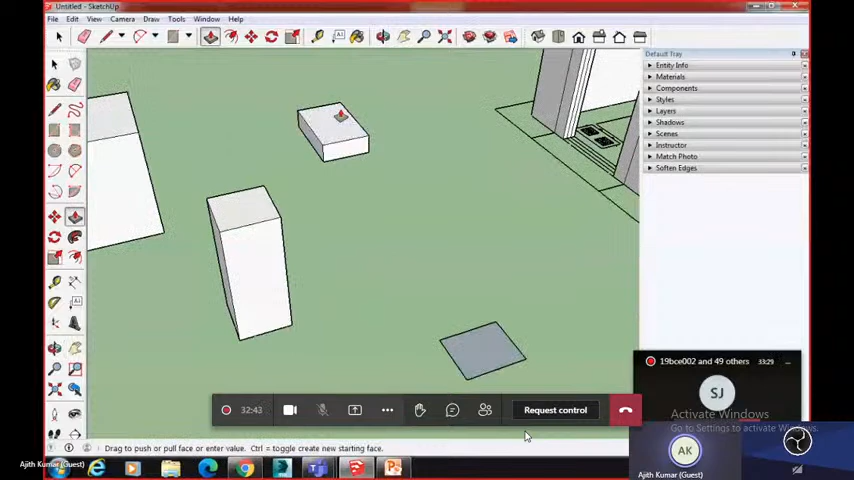 Untitled - SketchUp
File Edit View Camera Draw Tools Window Help
Default Tray
Entity Info
Materials
Components
Styles
Layers
Shadows
Scenes
Instructor
Match Photo
Soften Edges
19bce002 and 49 others 33:29
SJ
Activate Windows
Go to Settings to activate Windows.
32:43
Request control
AK
Ajith Kumar (Guest)
Drag to push or pull face or enter value. Ctrl = toggle create new starting face.
Ajith Kumar (Guest)